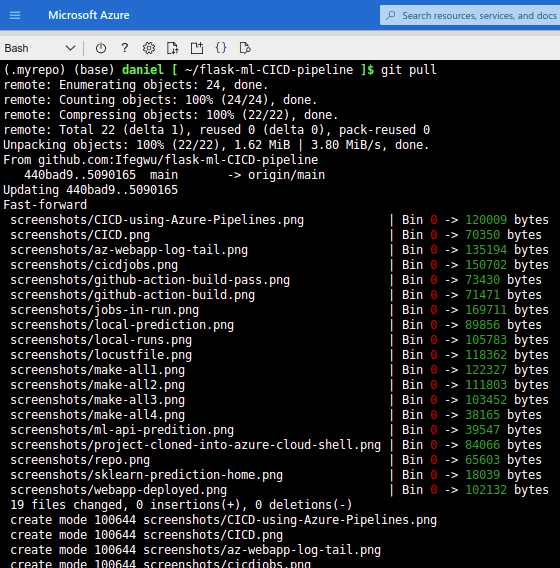 Microsoft Azure
Search resources, services, and docs
Bash
(.myrepo) (base) daniel [ ~/flask-ml-CICD-pipeline ]$ git pull
remote: Enumerating objects: 24, done.
remote: Counting objects: 100% (24/24), done.
remote: Compressing objects: 100% (22/22), done.
remote: Total 22 (delta 1), reused 0 (delta 0), pack-reused 0
Unpacking objects: 100% (22/22), 1.62 MiB | 3.80 MiB/s, done.
From github.com:Ifegwu/flask-ml-CICD-pipeline
   440bad9..5090165  main       -> origin/main
Updating 440bad9..5090165
Fast-forward
 screenshots/CICD-using-Azure-Pipelines.png            | Bin 0 -> 120009 bytes
 screenshots/CICD.png                                  | Bin 0 -> 70350 bytes
 screenshots/az-webapp-log-tail.png                    | Bin 0 -> 135194 bytes
 screenshots/cicdjobs.png                              | Bin 0 -> 150702 bytes
 screenshots/github-action-build-pass.png              | Bin 0 -> 73430 bytes
 screenshots/github-action-build.png                   | Bin 0 -> 71471 bytes
 screenshots/jobs-in-run.png                           | Bin 0 -> 169711 bytes
 screenshots/local-prediction.png                      | Bin 0 -> 89856 bytes
 screenshots/local-runs.png                            | Bin 0 -> 105783 bytes
 screenshots/locustfile.png                            | Bin 0 -> 118362 bytes
 screenshots/make-all1.png                             | Bin 0 -> 122327 bytes
 screenshots/make-all2.png                             | Bin 0 -> 111803 bytes
 screenshots/make-all3.png                             | Bin 0 -> 103452 bytes
 screenshots/make-all4.png                             | Bin 0 -> 38165 bytes
 screenshots/ml-api-predition.png                      | Bin 0 -> 39547 bytes
 screenshots/project-cloned-into-azure-cloud-shell.png | Bin 0 -> 84066 bytes
 screenshots/repo.png                                  | Bin 0 -> 65603 bytes
 screenshots/sklearn-prediction-home.png               | Bin 0 -> 18039 bytes
 screenshots/webapp-deployed.png                       | Bin 0 -> 102132 bytes
 19 files changed, 0 insertions(+), 0 deletions(-)
 create mode 100644 screenshots/CICD-using-Azure-Pipelines.png
 create mode 100644 screenshots/CICD.png
 create mode 100644 screenshots/az-webapp-log-tail.png
 create mode 100644 screenshots/cicdjobs.png